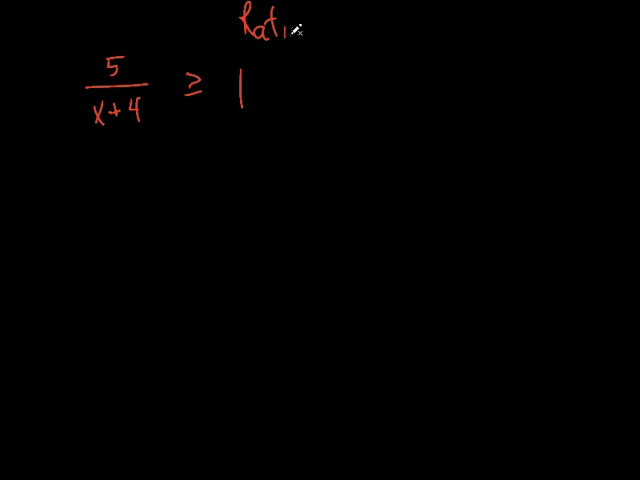 Rati
5/(x+4) ≥ 1